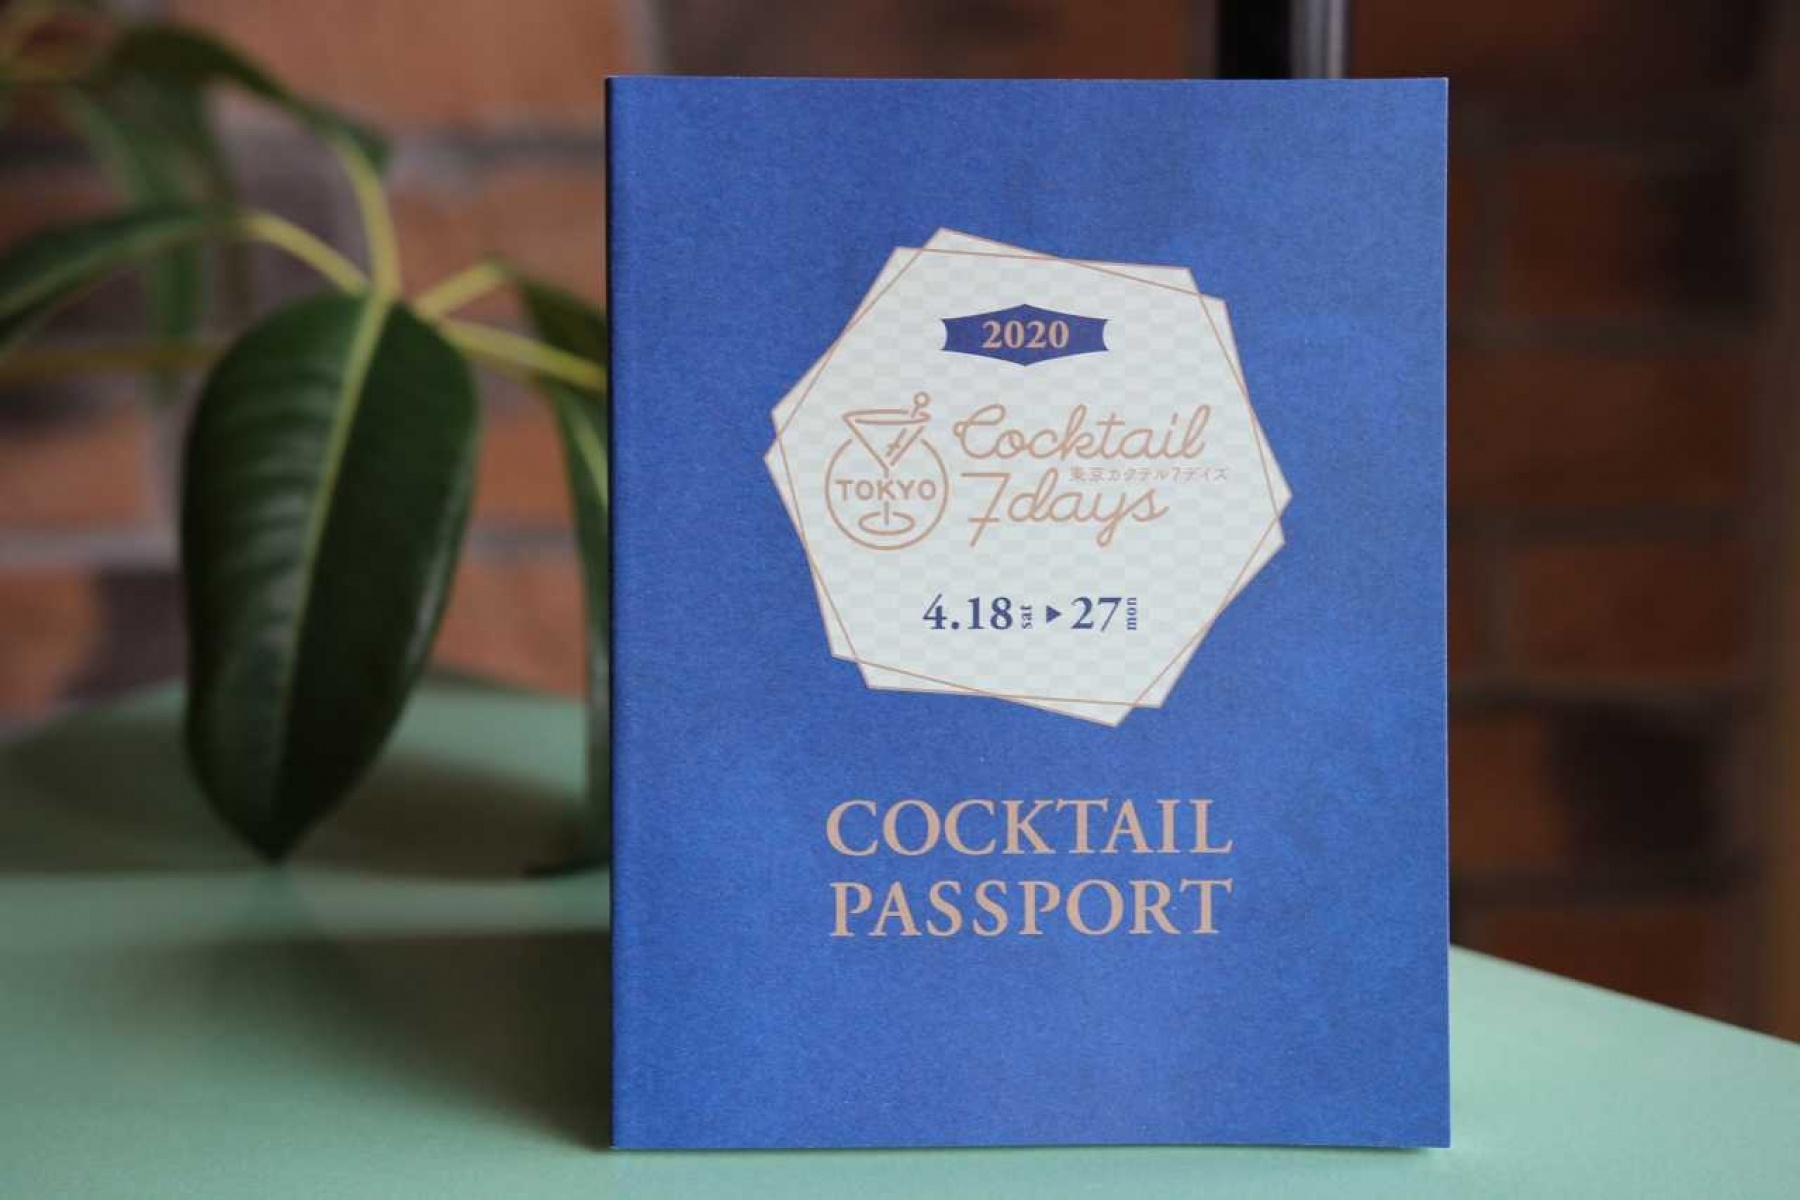 2020
TOKYO
Cocktail
東京カクテル7デイズ
7days
4.18 sat ▶ 27 mon
COCKTAIL
PASSPORT